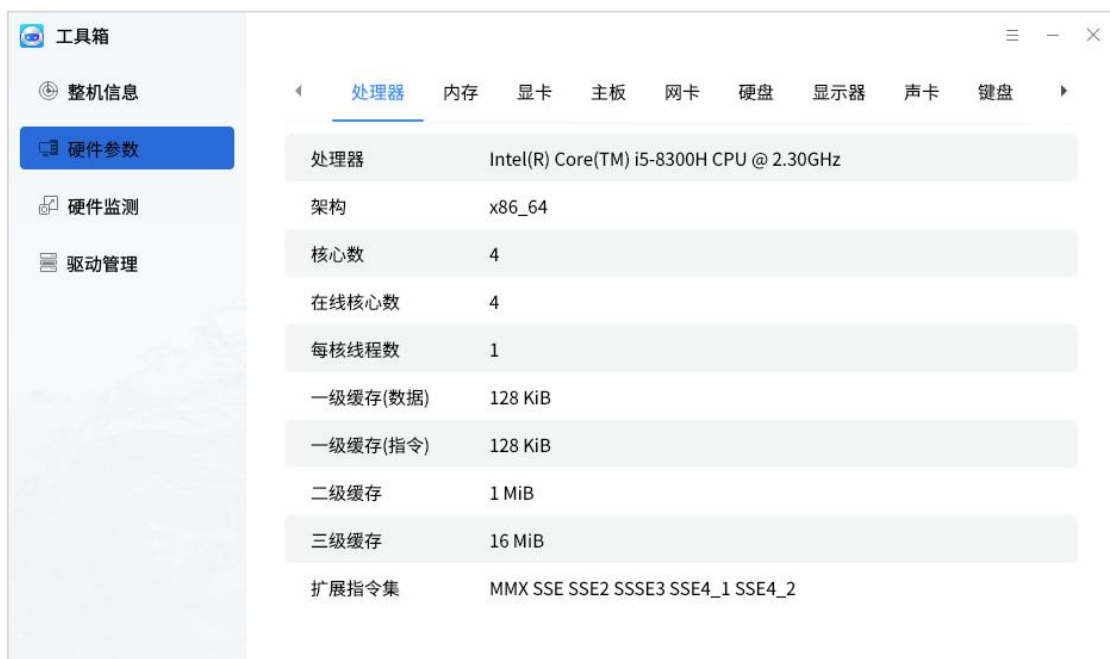 工具箱
整机信息
硬件参数
硬件监测
驱动管理
处理器 内存 显卡 主板 网卡 硬盘 显示器 声卡 键盘
处理器 Intel(R) Core(TM) i5-8300H CPU @ 2.30GHz
架构 x86_64
核心数 4
在线核心数 4
每核线程数 1
一级缓存(数据) 128 KiB
一级缓存(指令) 128 KiB
二级缓存 1 MiB
三级缓存 16 MiB
扩展指令集 MMX SSE SSE2 SSSE3 SSE4_1 SSE4_2